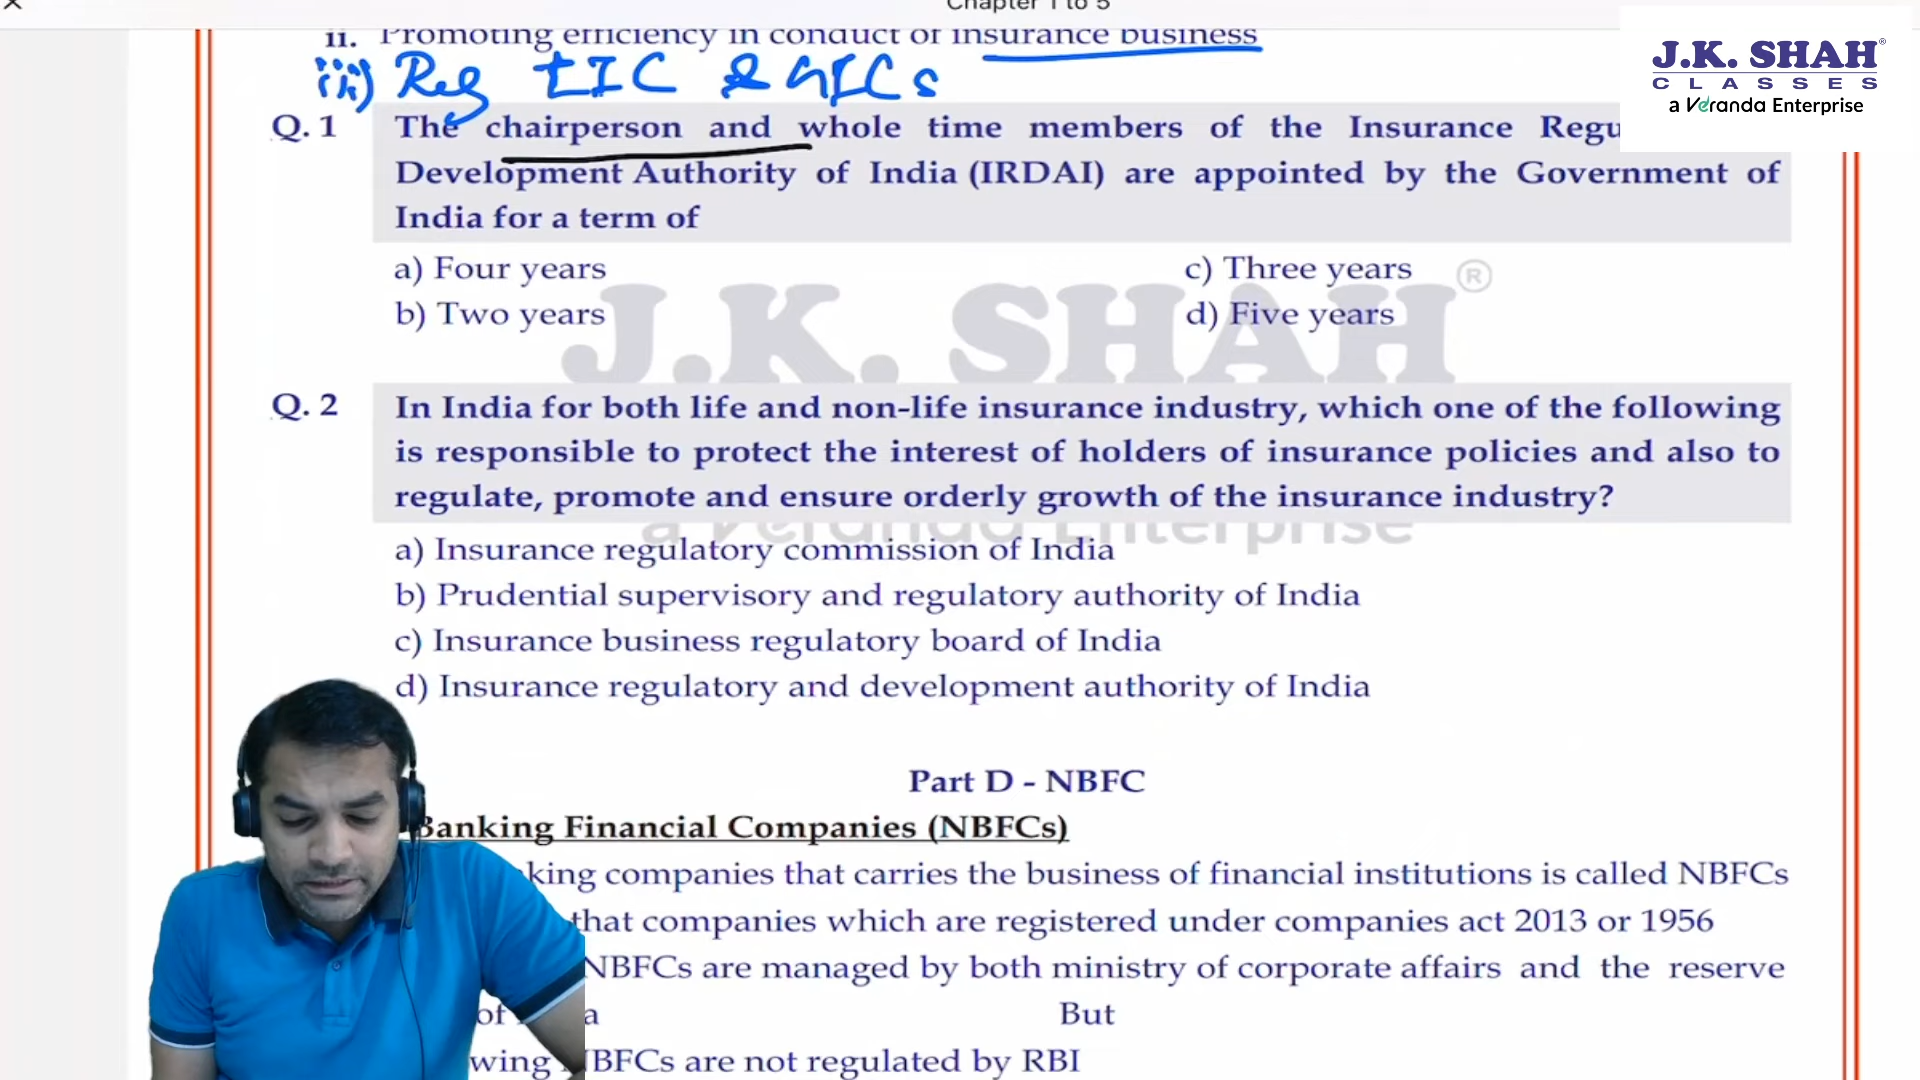 Chapter 1 to 5
J.K. SHAH®
CLASSES
a Veranda Enterprise
ii. Promoting efficiency in conduct of insurance business
iii) Reg LIC & GICs
Q. 1 The chairperson and whole time members of the Insurance Regu
Development Authority of India (IRDAI) are appointed by the Government of
India for a term of
a) Four years c) Three years
b) Two years d) Five years
J.K. SHAH®
Q. 2 In India for both life and non-life insurance industry, which one of the following
is responsible to protect the interest of holders of insurance policies and also to
regulate, promote and ensure orderly growth of the insurance industry?
a Veranda Enterprise
a) Insurance regulatory commission of India
b) Prudential supervisory and regulatory authority of India
c) Insurance business regulatory board of India
d) Insurance regulatory and development authority of India
Part D - NBFC
Banking Financial Companies (NBFCs)
king companies that carries the business of financial institutions is called NBFCs
that companies which are registered under companies act 2013 or 1956
NBFCs are managed by both ministry of corporate affairs and the reserve
of But
wing NBFCs are not regulated by RBI